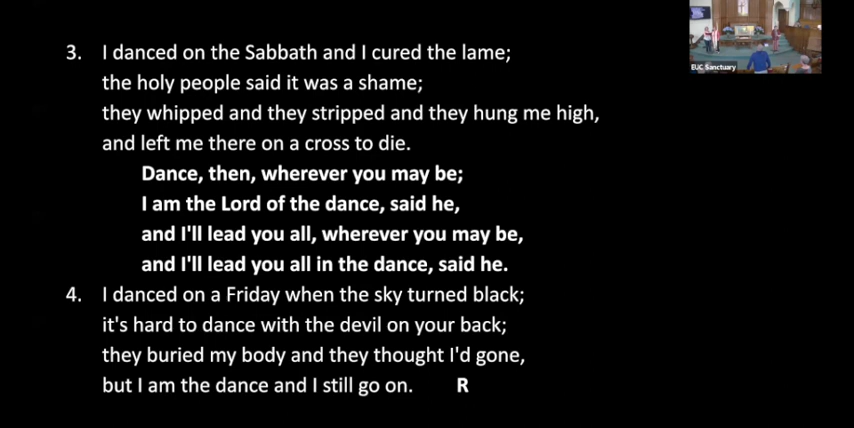 3. I danced on the Sabbath and I cured the lame;
the holy people said it was a shame;
they whipped and they stripped and they hung me high,
and left me there on a cross to die.
Dance, then, wherever you may be;
I am the Lord of the dance, said he,
and I'll lead you all, wherever you may be,
and I'll lead you all in the dance, said he.
4. I danced on a Friday when the sky turned black;
it's hard to dance with the devil on your back;
they buried my body and they thought I'd gone,
but I am the dance and I still go on. R
EUC Sanctuary